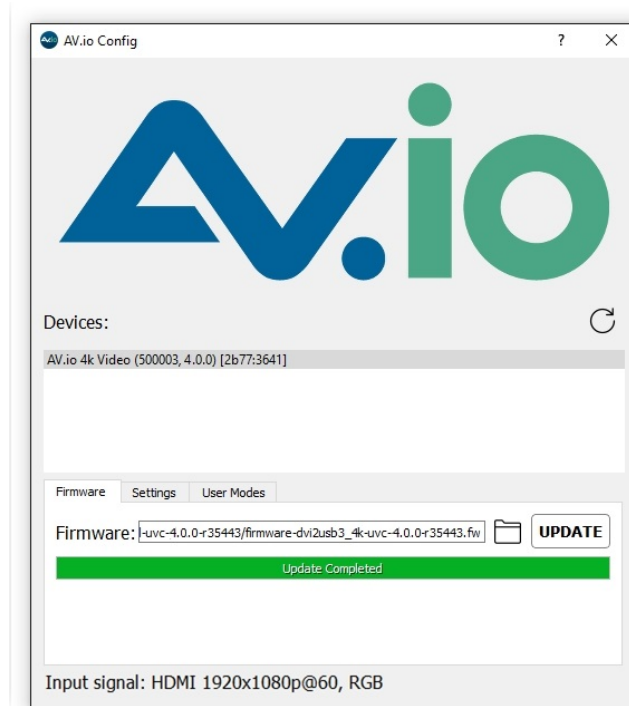 AV.io Config
AV.io
Devices:
AV.io 4k Video (500003, 4.0.0) [2b77:3641]
Firmware Settings User Modes
Firmware: l-uvc-4.0.0-r35443/firmware-dvi2usb3_4k-uvc-4.0.0-r35443.fw UPDATE
Update Completed
Input signal: HDMI 1920x1080p@60, RGB